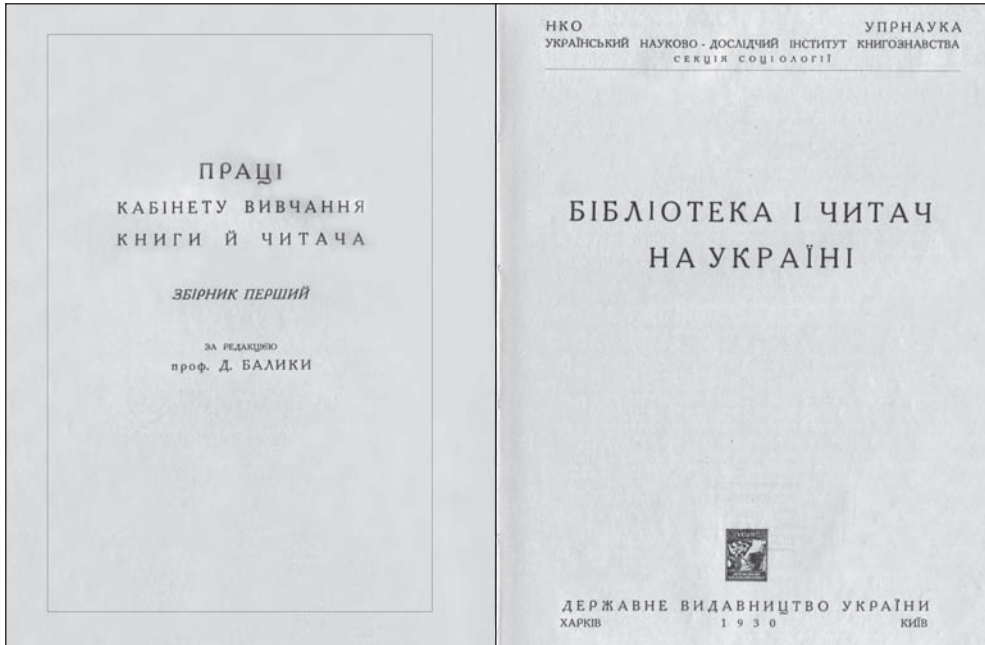 ПРАЦІ
КАБІНЕТУ ВИВЧАННЯ
КНИГИ Й ЧИТАЧА
ЗБІРНИК ПЕРШИЙ
ЗА РЕДАКЦІЄЮ
проф. Д. БАЛИКИ
НКО УПРНАУКА
УКРАЇНСЬКИЙ НАУКОВО - ДОСЛІДЧИЙ ІНСТИТУТ КНИГОЗНАВСТВА
СЕКЦІЯ СОЦІОЛОГІЇ
БІБЛІОТЕКА І ЧИТАЧ
НА УКРАЇНІ
ДЕРЖАВНЕ ВИДАВНИЦТВО УКРАЇНИ
ХАРКІВ 1930 КИЇВ